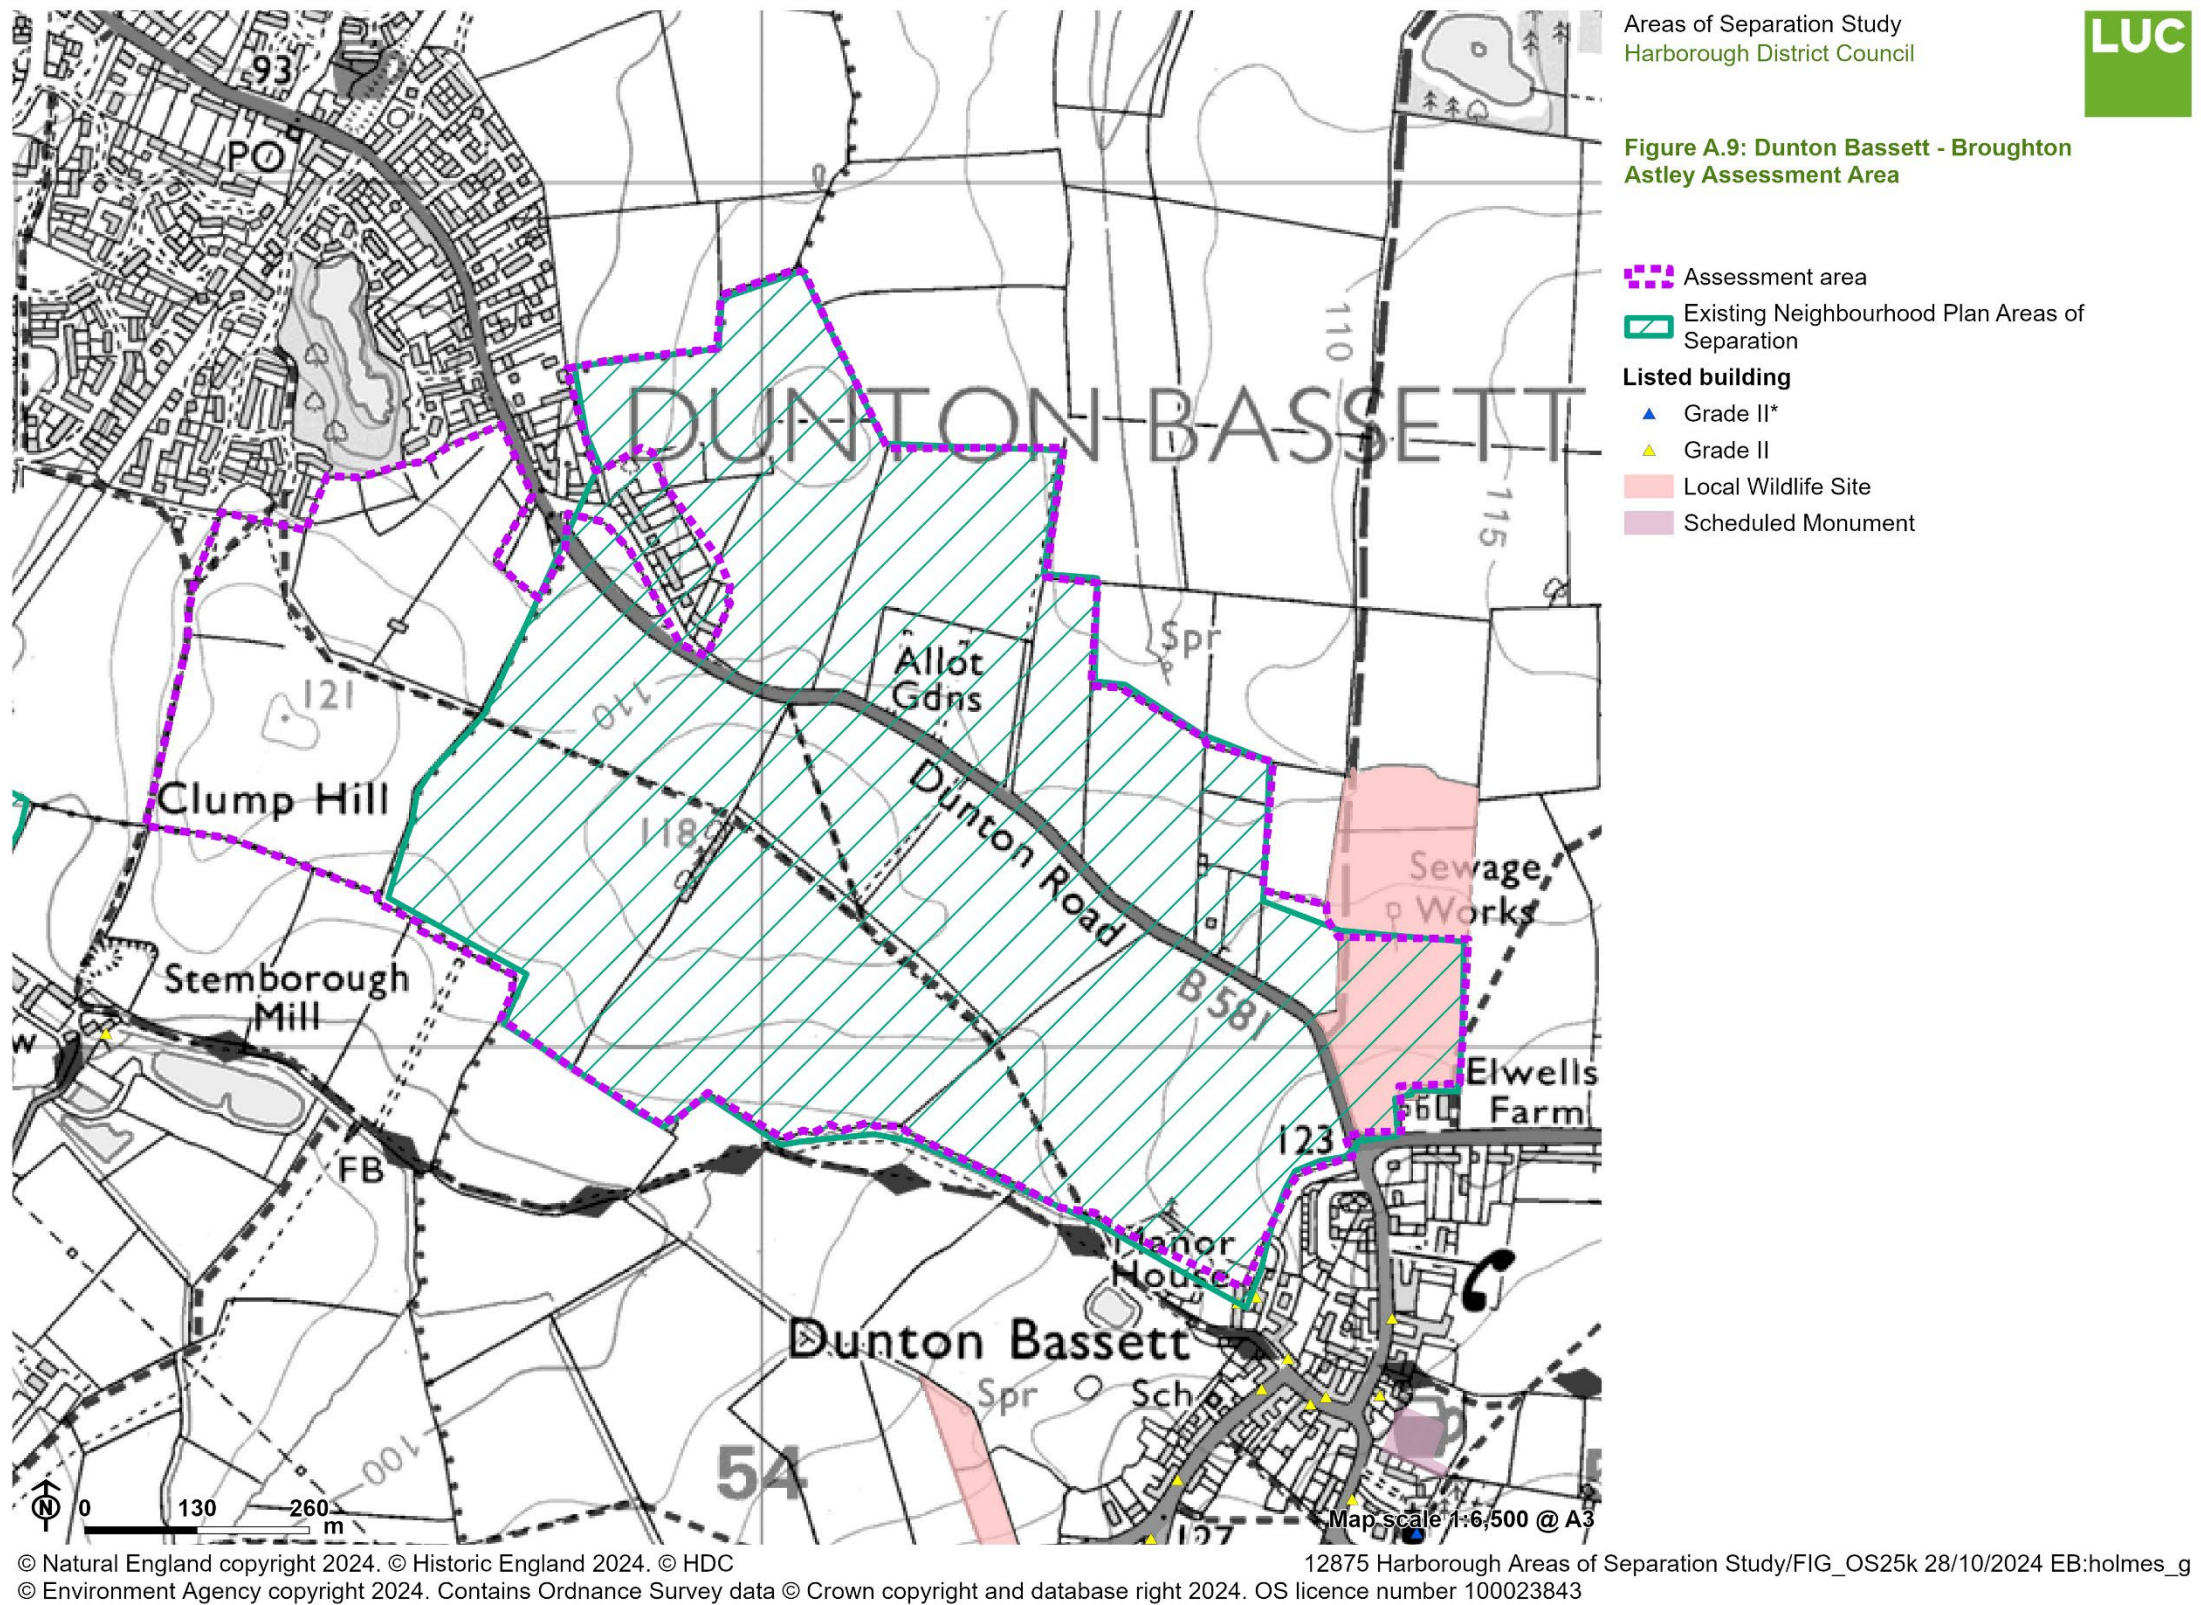 Areas of Separation Study
Harborough District Council
LUC
Figure A.9: Dunton Bassett - Broughton
Astley Assessment Area
Assessment area
Existing Neighbourhood Plan Areas of
Separation
Listed building
Grade II*
Grade II
Local Wildlife Site
Scheduled Monument
93
PO
DUNTON BASSETT
110
115
Spr
Allot
Gdns
121
110
Clump Hill
118
Dunton Road
Sewage
Works
B 581
Stemborough
Mill
W
Elwells
Farm
123
FB
Manor
House
Dunton Bassett
Spr
Sch
100
54
127
N
0 130 260
m
Map scale 1:6,500 @ A3
© Natural England copyright 2024. © Historic England 2024. © HDC
© Environment Agency copyright 2024. Contains Ordnance Survey data © Crown copyright and database right 2024. OS licence number 100023843
12875 Harborough Areas of Separation Study/FIG_OS25k 28/10/2024 EB:holmes_g